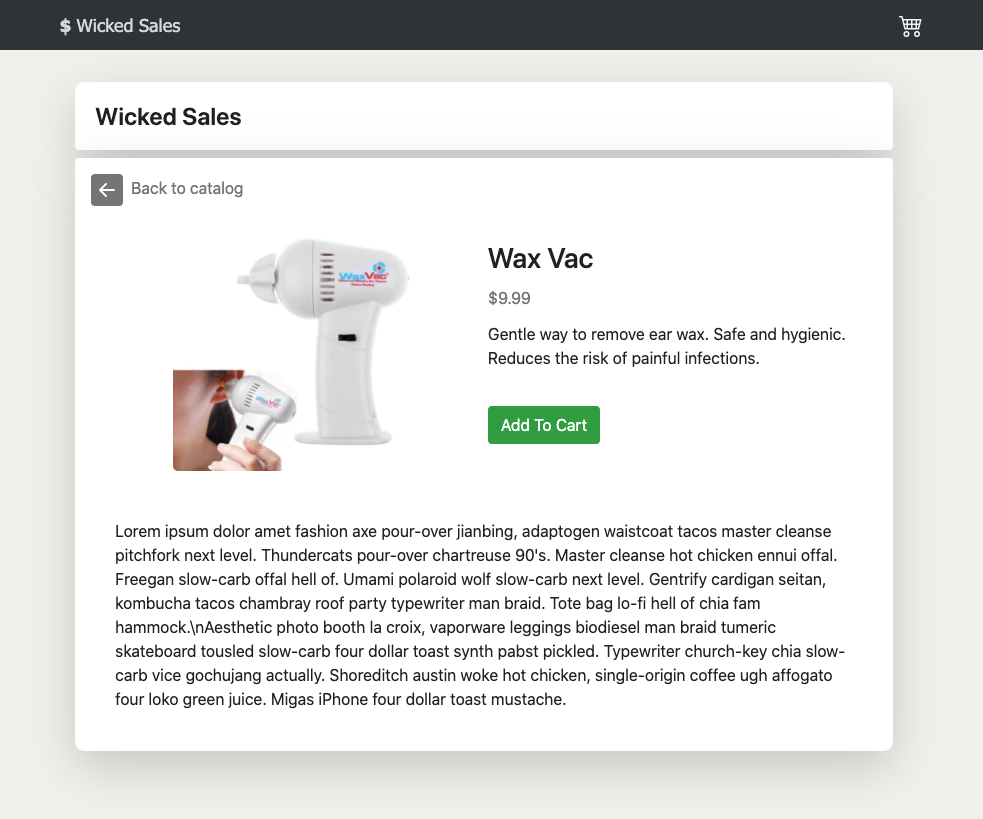 $ Wicked Sales
Wicked Sales
Back to catalog
WaxVac
Wax Vac
$9.99
Gentle way to remove ear wax. Safe and hygienic.
Reduces the risk of painful infections.
WaxVac
Add To Cart
Lorem ipsum dolor amet fashion axe pour-over jianbing, adaptogen waistcoat tacos master cleanse
pitchfork next level. Thundercats pour-over chartreuse 90's. Master cleanse hot chicken ennui offal.
Freegan slow-carb offal hell of. Umami polaroid wolf slow-carb next level. Gentrify cardigan seitan,
kombucha tacos chambray roof party typewriter man braid. Tote bag lo-fi hell of chia fam
hammock.\nAesthetic photo booth la croix, vaporware leggings biodiesel man braid tumeric
skateboard tousled slow-carb four dollar toast synth pabst pickled. Typewriter church-key chia slow-
carb vice gochujang actually. Shoreditch austin woke hot chicken, single-origin coffee ugh affogato
four loko green juice. Migas iPhone four dollar toast mustache.